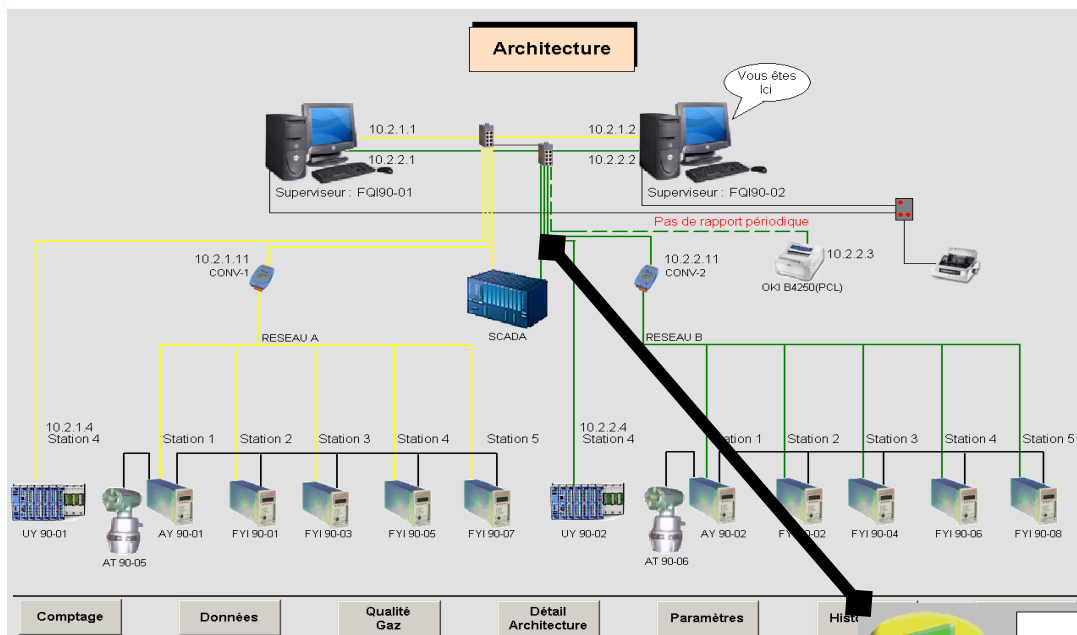 Architecture
Vous êtes
Ici
10.2.1.1
10.2.1.2
10.2.2.1
10.2.2.2
Superviseur : FQI90-01
Superviseur : FQI90-02
Pas de rapport périodique
10.2.1.11
CONV-1
10.2.2.11
CONV-2
10.2.2.3
OKI B4250(PCL)
SCADA
RESEAU A
RESEAU B
10.2.1.4
Station 4
Station 1
Station 2
Station 3
Station 4
Station 5
10.2.2.4
Station 4
Station 1
Station 2
Station 3
Station 4
Station 5
UY 90-01
AT 90-05
AY 90-01
FYI 90-01
FYI 90-03
FYI 90-05
FYI 90-07
UY 90-02
AT 90-06
AY 90-02
FYI 90-02
FYI 90-04
FYI 90-06
FYI 90-08
Comptage
Données
Qualité
Gaz
Détail
Architecture
Paramètres